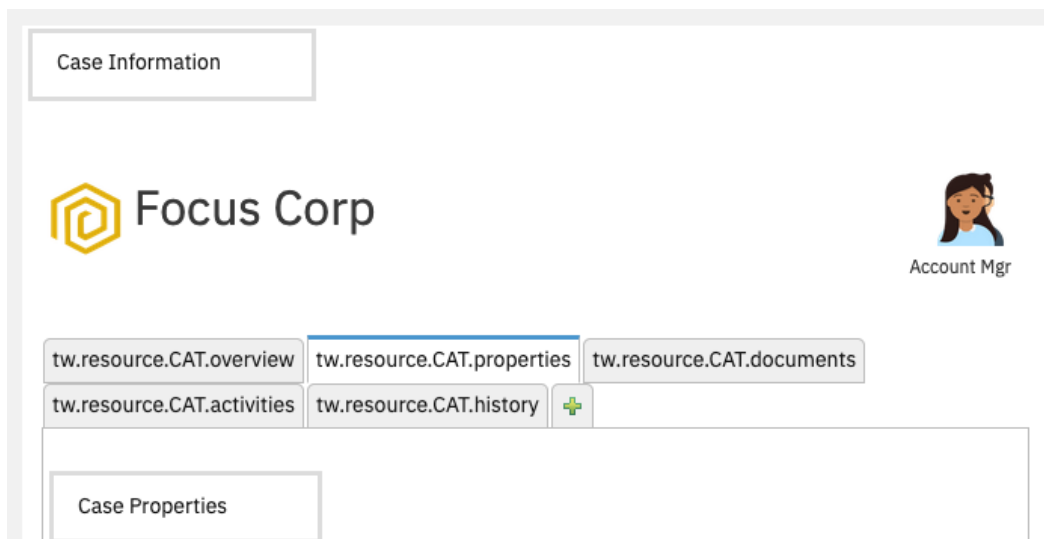 Case Information
Focus Corp
Account Mgr
tw.resource.CAT.overview tw.resource.CAT.properties tw.resource.CAT.documents
tw.resource.CAT.activities tw.resource.CAT.history
Case Properties